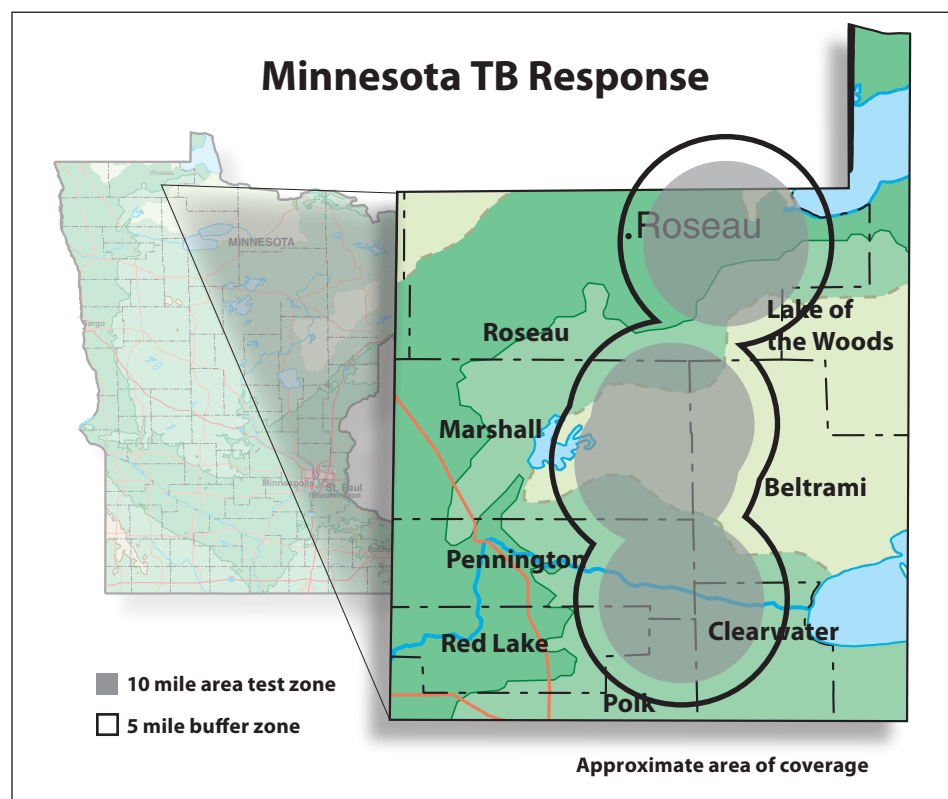 Minnesota TB Response
Roseau
MINNESOTA
Fargo
Minneapolis
St. Paul
Bloomington
Roseau
Roseau
Lake of
the Woods
Marshall
Beltrami
Pennington
Clearwater
Red Lake
Polk
10 mile area test zone
5 mile buffer zone
Approximate area of coverage